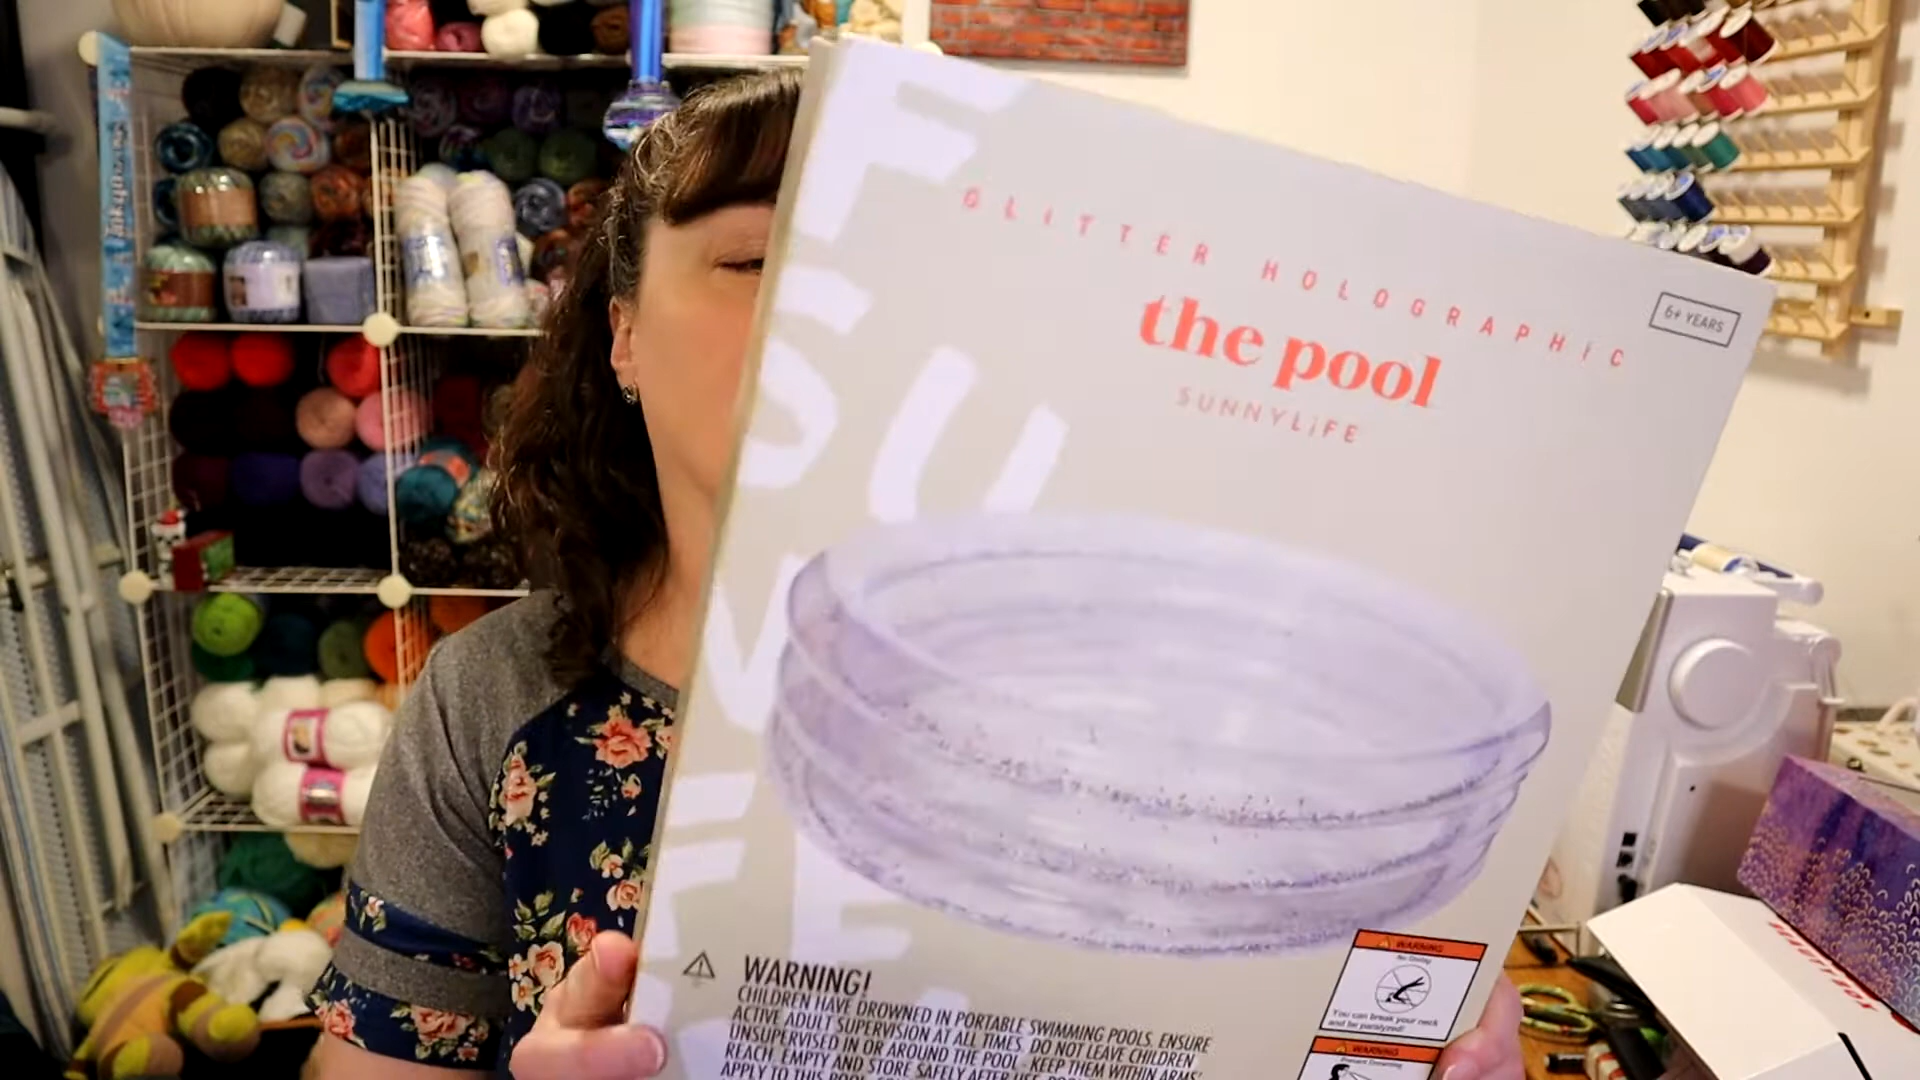 GLiTTER HOLOGRAPHiC
the pool
SUNNYLiFE
6+ YEARS
WARNING!
CHILDREN HAVE DROWNED IN PORTABLE SWIMMING POOLS. ENSURE
ACTIVE ADULT SUPERVISION AT ALL TIMES. DO NOT LEAVE CHILDREN
UNSUPERVISED IN OR AROUND THE POOL - KEEP THEM WITHIN ARMS'
REACH. EMPTY AND STORE SAFELY AFTER USE.
APPLY TO THIS POOL.
WARNING
No Diving
You can break your neck
and be paralyzed!
WARNING
Prevent Drowning